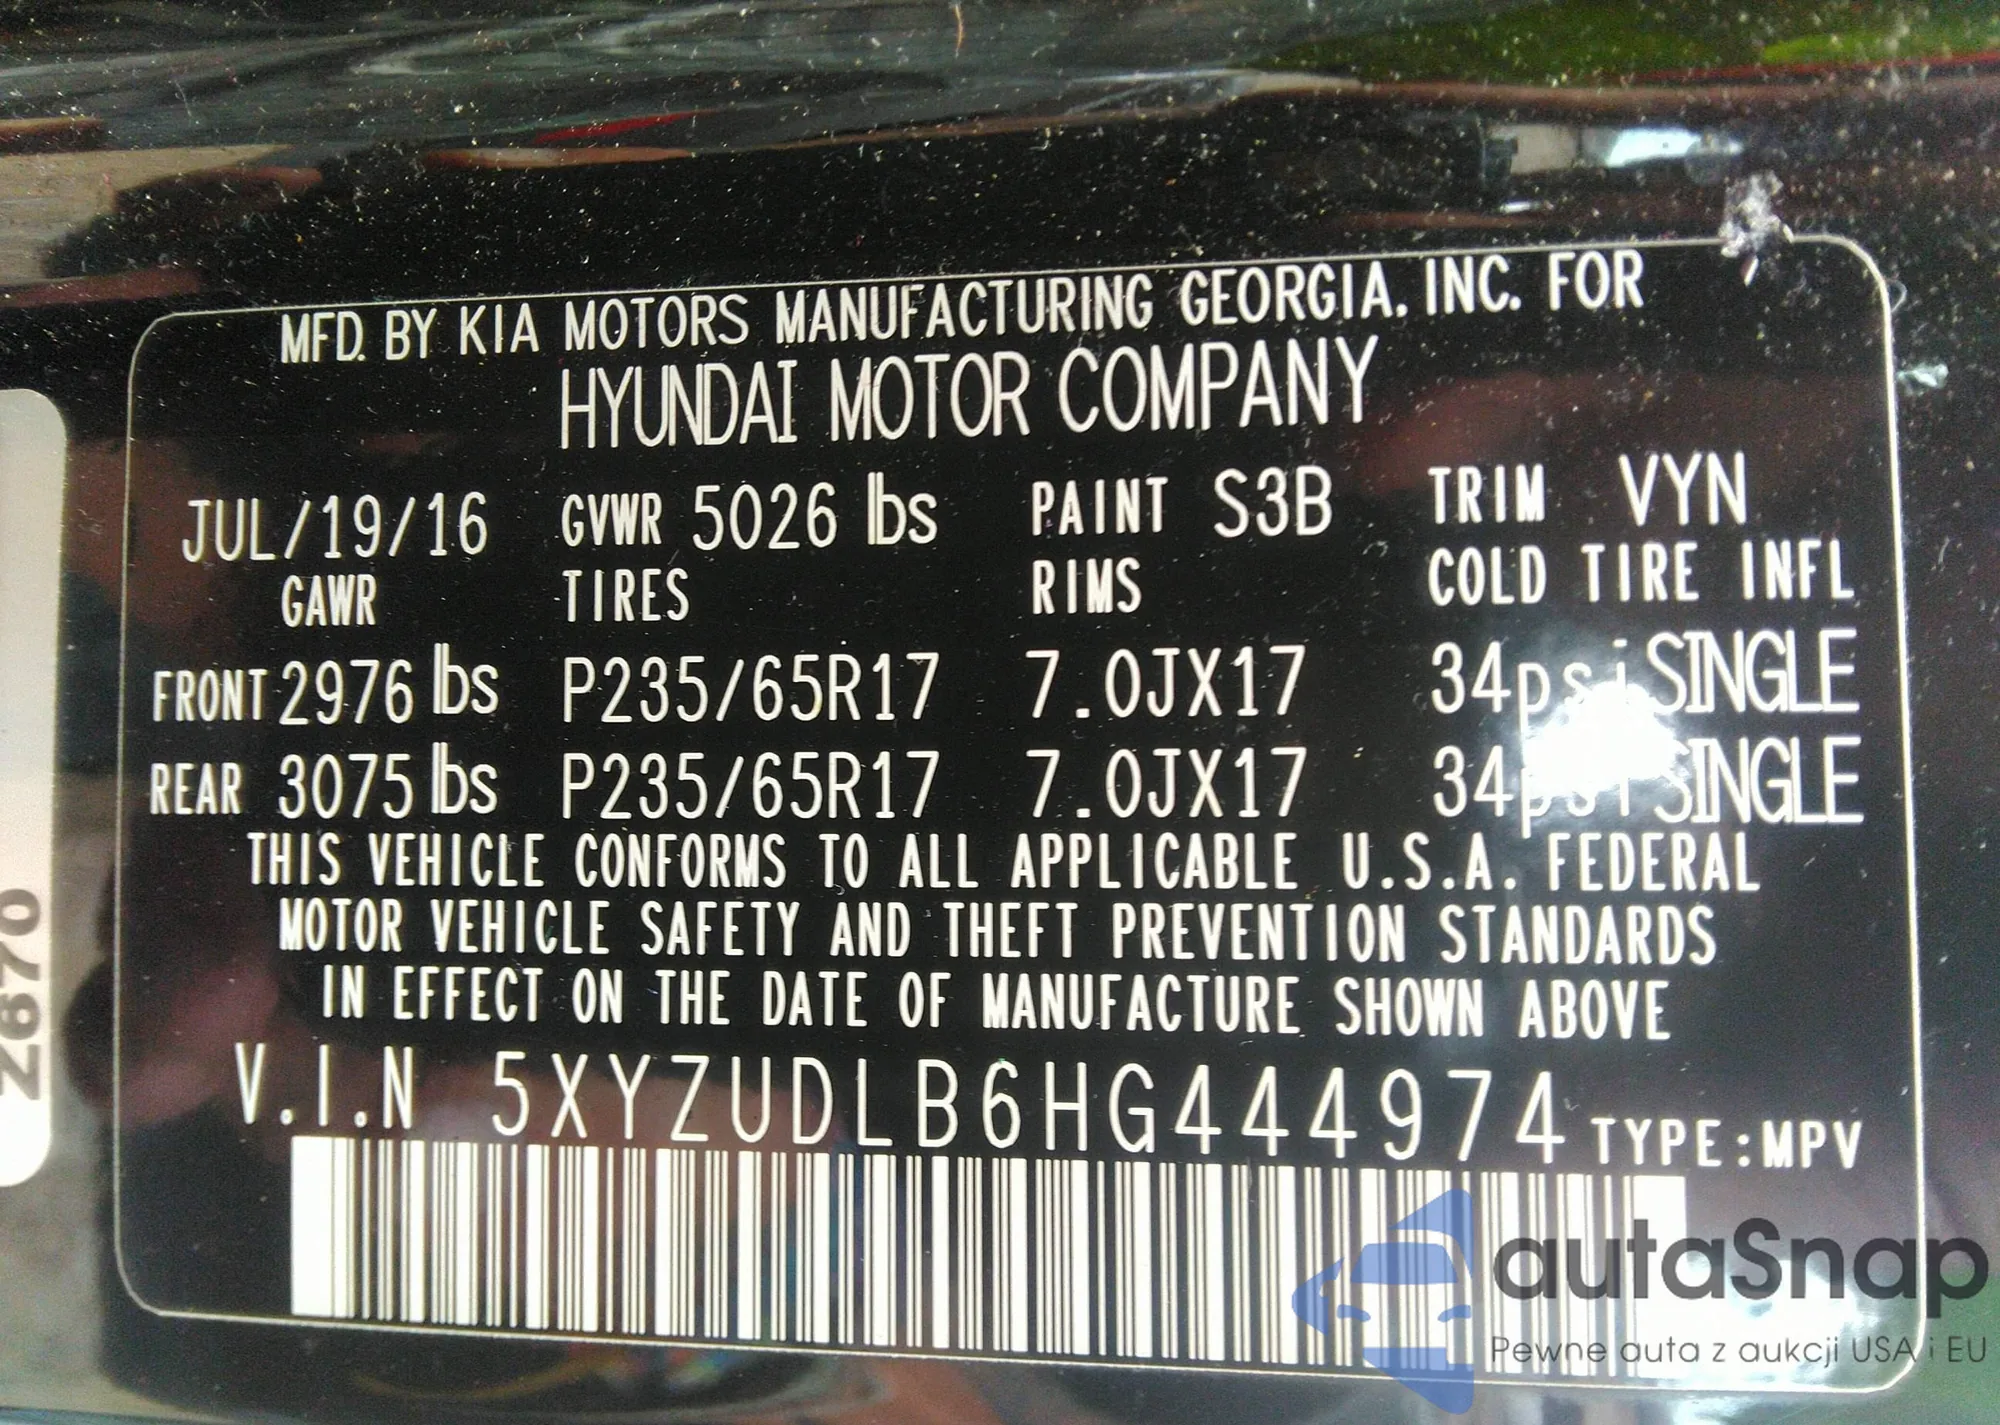 MFD. BY KIA MOTORS MANUFACTURING GEORGIA. INC. FOR
HYUNDAI MOTOR COMPANY
JUL/19/16 GVWR 5026 lbs PAINT S3B TRIM VYN
GAWR TIRES RIMS COLD TIRE INFL
FRONT 2976 lbs P235/65R17 7.0JX17 34psi SINGLE
REAR 3075 lbs P235/65R17 7.0JX17 34psi SINGLE
THIS VEHICLE CONFORMS TO ALL APPLICABLE U.S.A. FEDERAL
MOTOR VEHICLE SAFETY AND THEFT PREVENTION STANDARDS
IN EFFECT ON THE DATE OF MANUFACTURE SHOWN ABOVE
V.I.N 5XYZUDLB6HG444974 TYPE:MPV
autaSnap
Pewne auta z aukcji USA i EU